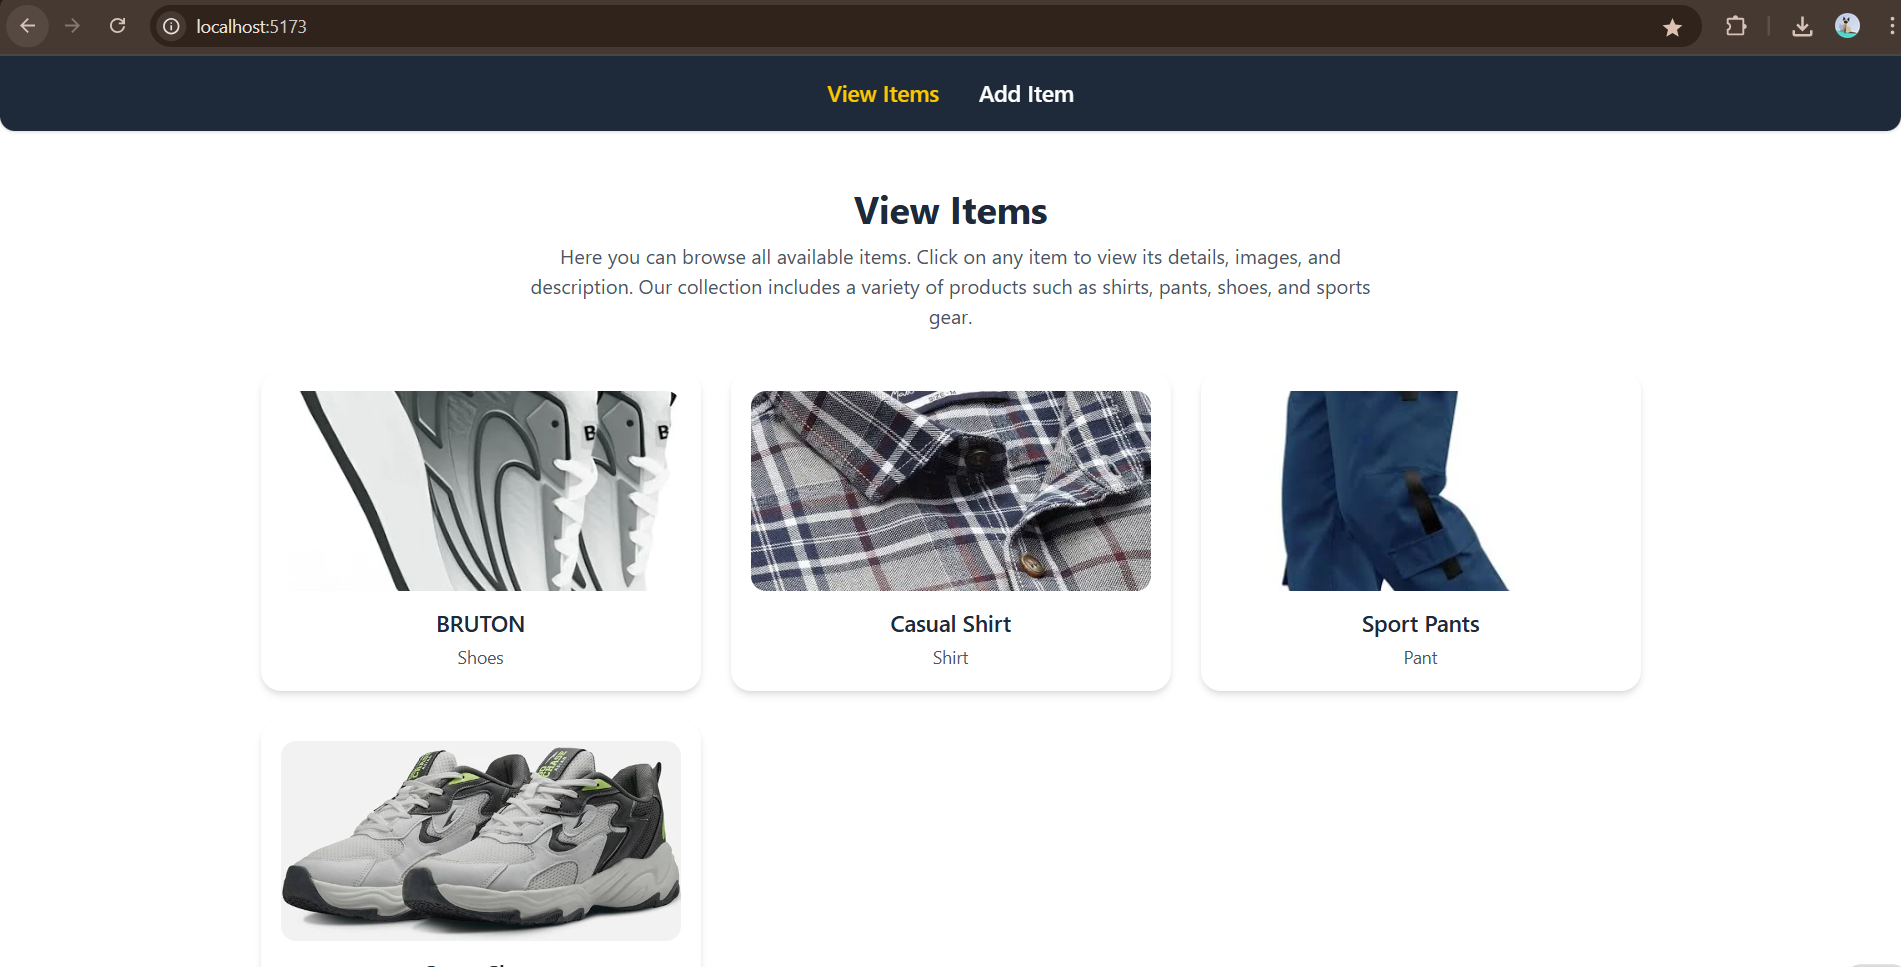 localhost:5173
View Items Add Item
View Items
Here you can browse all available items. Click on any item to view its details, images, and
description. Our collection includes a variety of products such as shirts, pants, shoes, and sports
gear.
B B
SIZE
BRUTON
Casual Shirt
Sport Pants
Shoes
Shirt
Pant